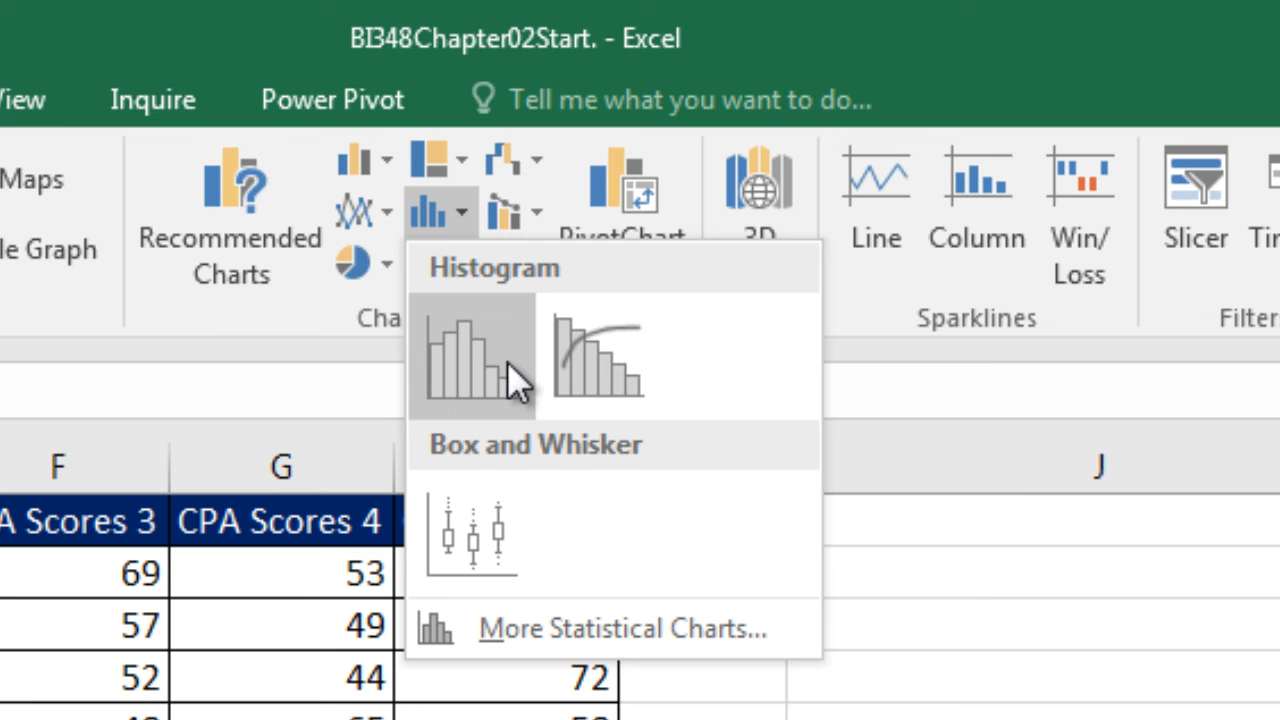 BI348Chapter02Start. - Excel
View Inquire Power Pivot Tell me what you want to do...
Maps
Recommended
Charts
PivotChart
3D
Line Column Win/
Loss
Slicer
le Graph
Cha
Sparklines
Filters
Histogram
Box and Whisker
More Statistical Charts...
F G J
A Scores 3 CPA Scores 4
69 53
57 49
52 44 72